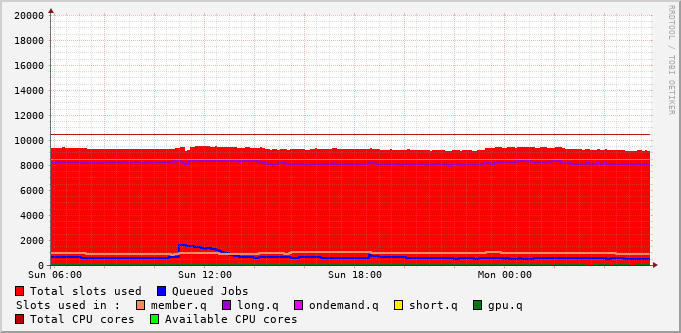 20000
18000
16000
14000
12000
10000
8000
6000
4000
2000
0
Sun 06:00 Sun 12:00 Sun 18:00 Mon 00:00
Total slots used Queued Jobs
Slots used in : member.q long.q ondemand.q short.q gpu.q
Total CPU cores Available CPU cores
RRDTOOL / TOBI OETIKER